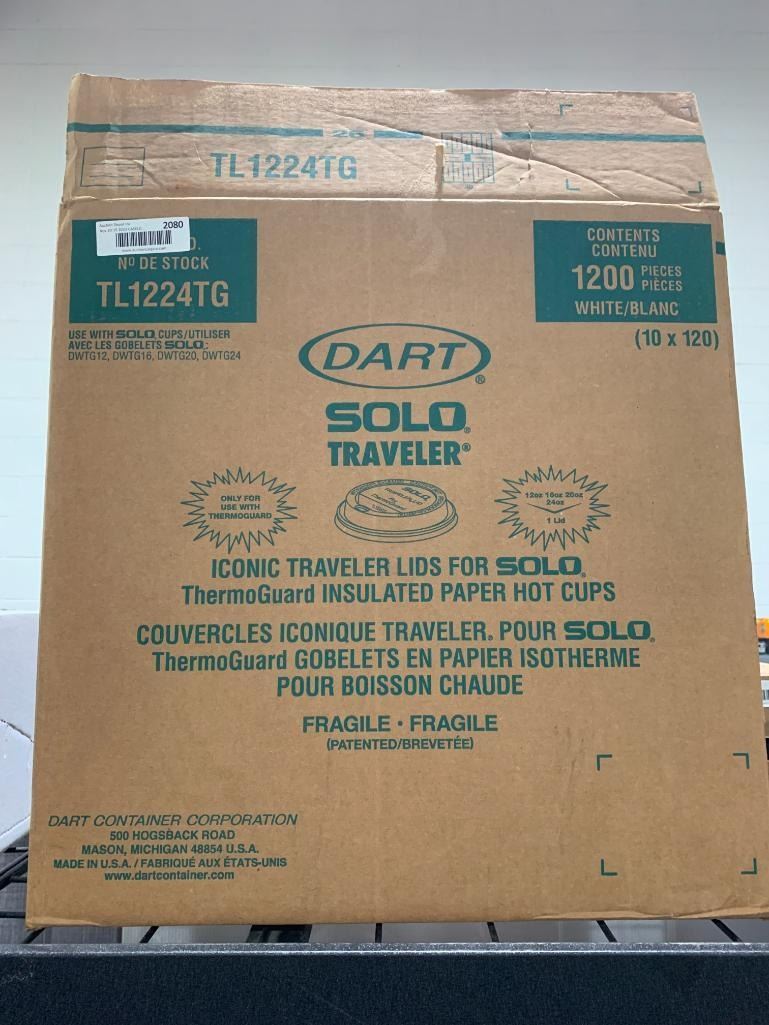 26
TL1224TG
2080
O.
Nº DE STOCK
TL1224TG
CONTENTS
CONTENU
1200 PIECES
PIÈCES
WHITE/BLANC
(10 x 120)
USE WITH SOLO CUPS/UTILISER
AVEC LES GOBELETS SOLO:
DWTG12, DWTG16, DWTG20, DWTG24
DART®
SOLO®
TRAVELER®
ONLY FOR
USE WITH
THERMOGUARD
SOLO
12oz 16oz 20oz
24oz
1 Lid
ICONIC TRAVELER LIDS FOR SOLO®
ThermoGuard INSULATED PAPER HOT CUPS
COUVERCLES ICONIQUE TRAVELER. POUR SOLO®
ThermoGuard GOBELETS EN PAPIER ISOTHERME
POUR BOISSON CHAUDE
FRAGILE • FRAGILE
(PATENTED/BREVETÉE)
DART CONTAINER CORPORATION
500 HOGSBACK ROAD
MASON, MICHIGAN 48854 U.S.A.
MADE IN U.S.A. / FABRIQUÉ AUX ÉTATS-UNIS
www.dartcontainer.com